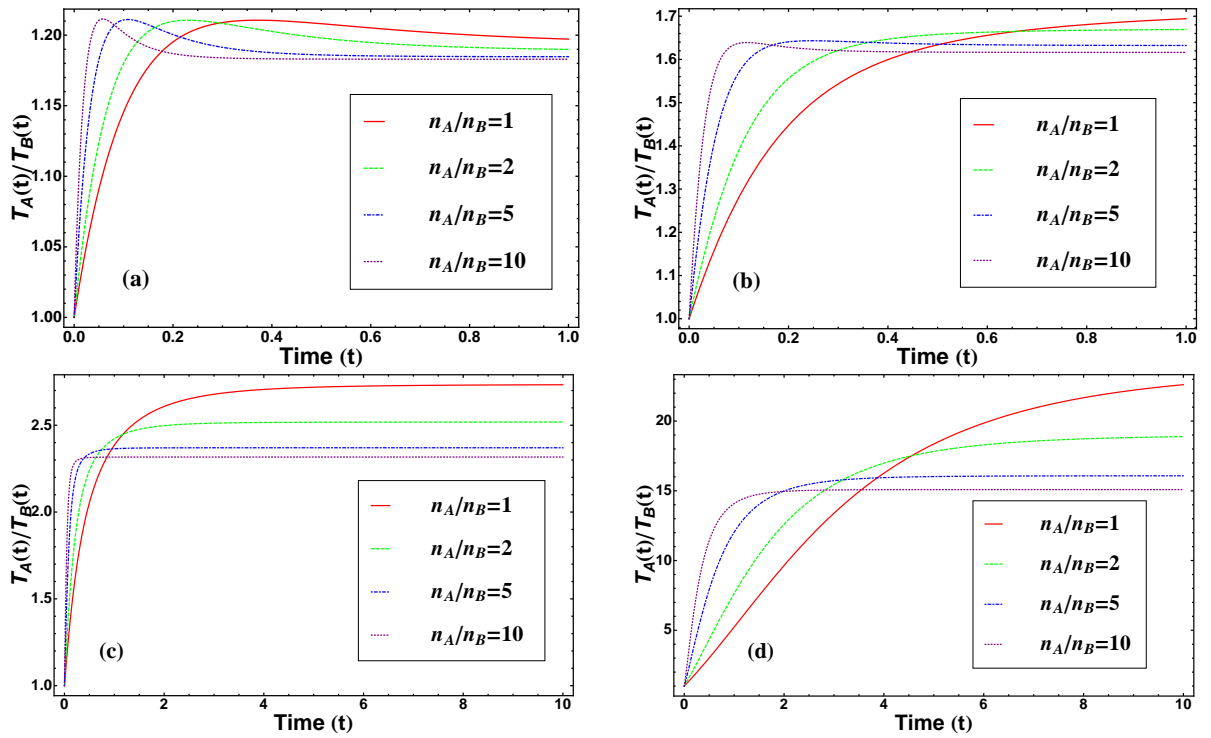 1.20
1.15
1.10
1.05
1.00
T_A(t)/T_B(t)
n_A/n_B=1
n_A/n_B=2
n_A/n_B=5
n_A/n_B=10
(a)
0.0 0.2 0.4 0.6 0.8 1.0
Time (t)
1.7
1.6
1.5
1.4
1.3
1.2
1.1
1.0
T_A(t)/T_B(t)
n_A/n_B=1
n_A/n_B=2
n_A/n_B=5
n_A/n_B=10
(b)
0.0 0.2 0.4 0.6 0.8 1.0
Time (t)
2.5
2.0
1.5
1.0
T_A(t)/T_B(t)
n_A/n_B=1
n_A/n_B=2
n_A/n_B=5
n_A/n_B=10
(c)
0 2 4 6 8 10
Time (t)
20
15
10
5
T_A(t)/T_B(t)
n_A/n_B=1
n_A/n_B=2
n_A/n_B=5
n_A/n_B=10
(d)
0 2 4 6 8 10
Time (t)